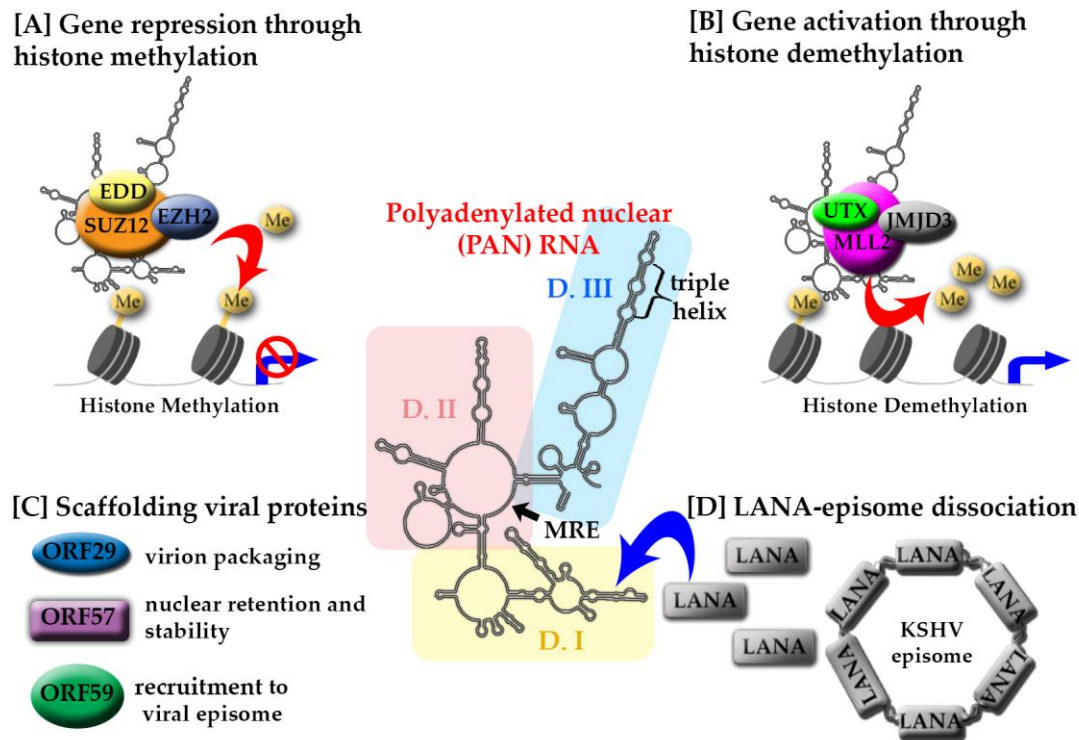 [A] Gene repression through
histone methylation
EDD
SUZ12
EZH2
Me
Me
Me
Histone Methylation
[B] Gene activation through
histone demethylation
UTX
JMJD3
MLL2
Me
Me
Me
Me
Histone Demethylation
Polyadenylated nuclear
(PAN) RNA
D. III
triple
helix
D. II
MRE
D. I
[C] Scaffolding viral proteins
ORF29
virion packaging
ORF57
nuclear retention and
stability
ORF59
recruitment to
viral episome
[D] LANA-episome dissociation
LANA
LANA
LANA
LANA
LANA
LANA
LANA
LANA
LANA
KSHV
episome